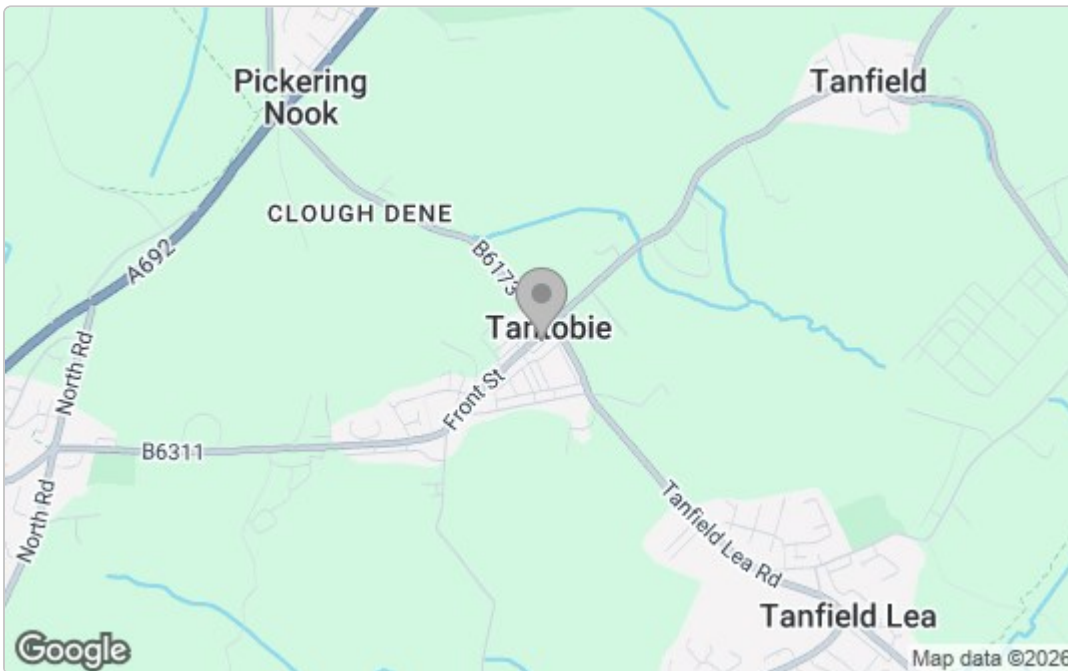 Pickering
Nook
Tanfield
CLOUGH DENE
A692
B6173
Tantobie
North Rd
Front St
B6311
North Rd
Tanfield Lea Rd
Tanfield Lea
Google
Map data ©2026